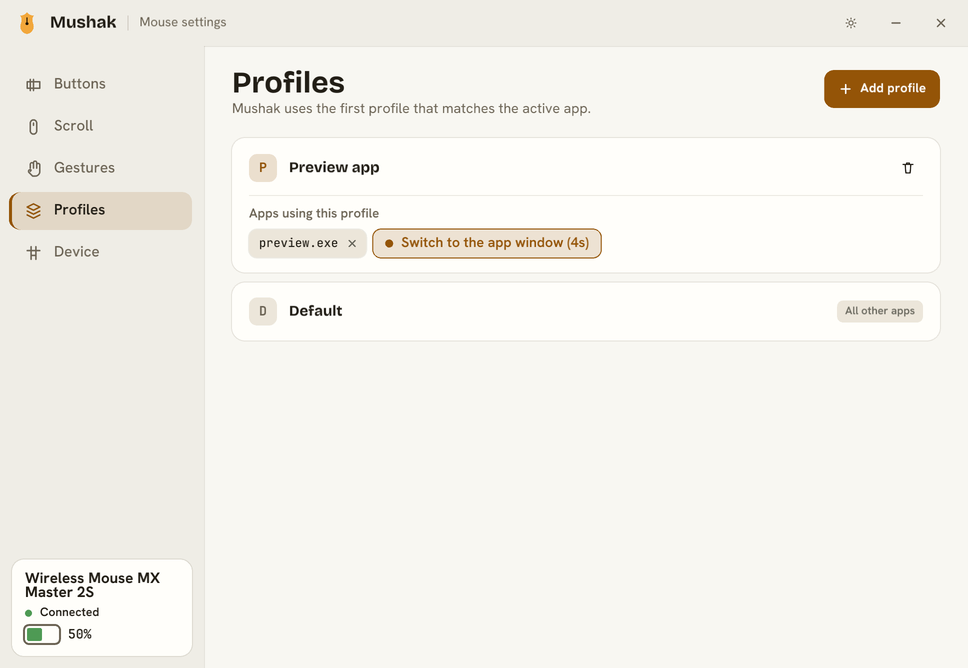 Mushak
Mouse settings
Buttons
Scroll
Gestures
Profiles
Device
Wireless Mouse MX
Master 2S
Connected
50%
Profiles
Mushak uses the first profile that matches the active app.
Add profile
P
Preview app
Apps using this profile
preview.exe
Switch to the app window (4s)
D
Default
All other apps